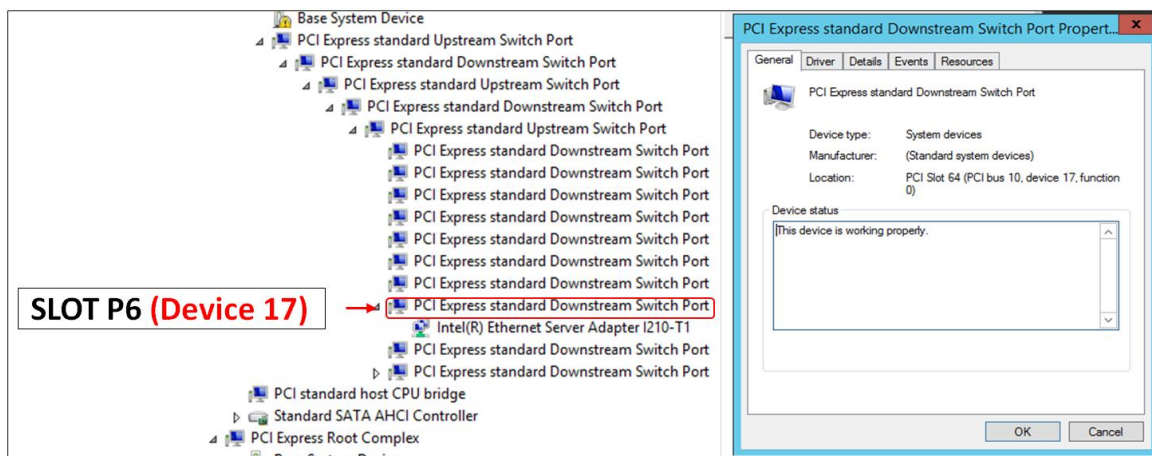 Base System Device
PCI Express standard Upstream Switch Port
PCI Express standard Downstream Switch Port
PCI Express standard Upstream Switch Port
PCI Express standard Downstream Switch Port
PCI Express standard Upstream Switch Port
PCI Express standard Downstream Switch Port
PCI Express standard Downstream Switch Port
PCI Express standard Downstream Switch Port
PCI Express standard Downstream Switch Port
PCI Express standard Downstream Switch Port
PCI Express standard Downstream Switch Port
PCI Express standard Downstream Switch Port
SLOT P6 (Device 17)
PCI Express standard Downstream Switch Port
Intel(R) Ethernet Server Adapter I210-T1
PCI Express standard Downstream Switch Port
PCI Express standard Downstream Switch Port
PCI standard host CPU bridge
Standard SATA AHCI Controller
PCI Express Root Complex
PCI Express standard Downstream Switch Port Propert...
General Driver Details Events Resources
PCI Express standard Downstream Switch Port
Device type: System devices
Manufacturer: (Standard system devices)
Location: PCI Slot 64 (PCI bus 10, device 17, function
0)
Device status
This device is working properly.
OK Cancel